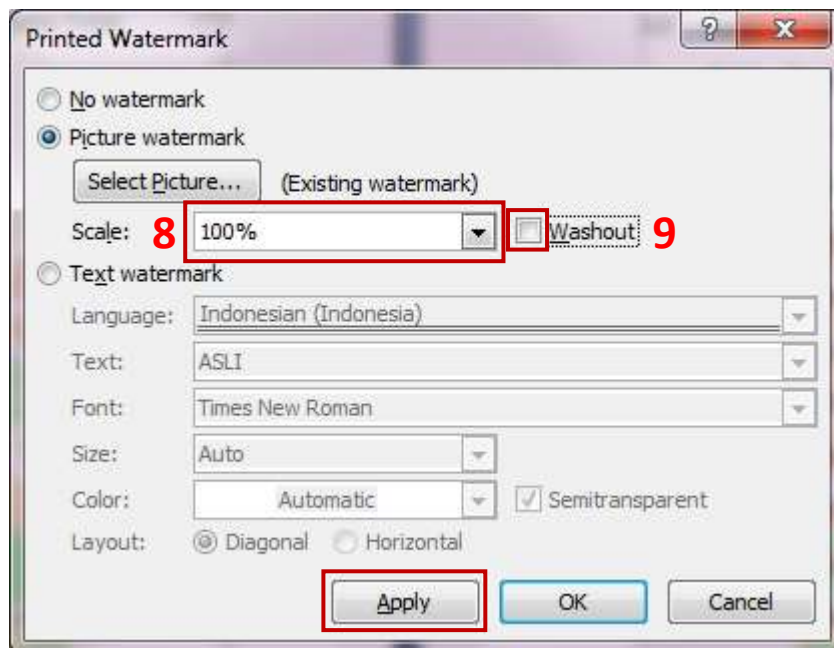 Printed Watermark
No watermark
Picture watermark
Select Picture... (Existing watermark)
Scale: 8 100% Washout 9
Text watermark
Language: Indonesian (Indonesia)
Text: ASLI
Font: Times New Roman
Size: Auto
Color: Automatic Semitransparent
Layout: Diagonal Horizontal
Apply OK Cancel